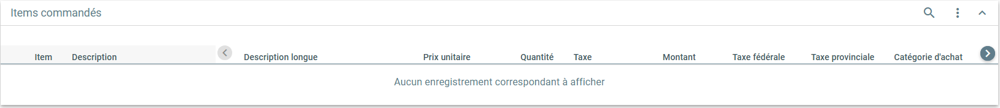 Items commandés
Item Description Description longue Prix unitaire Quantité Taxe Montant Taxe fédérale Taxe provinciale Catégorie d'achat
Aucun enregistrement correspondant à afficher